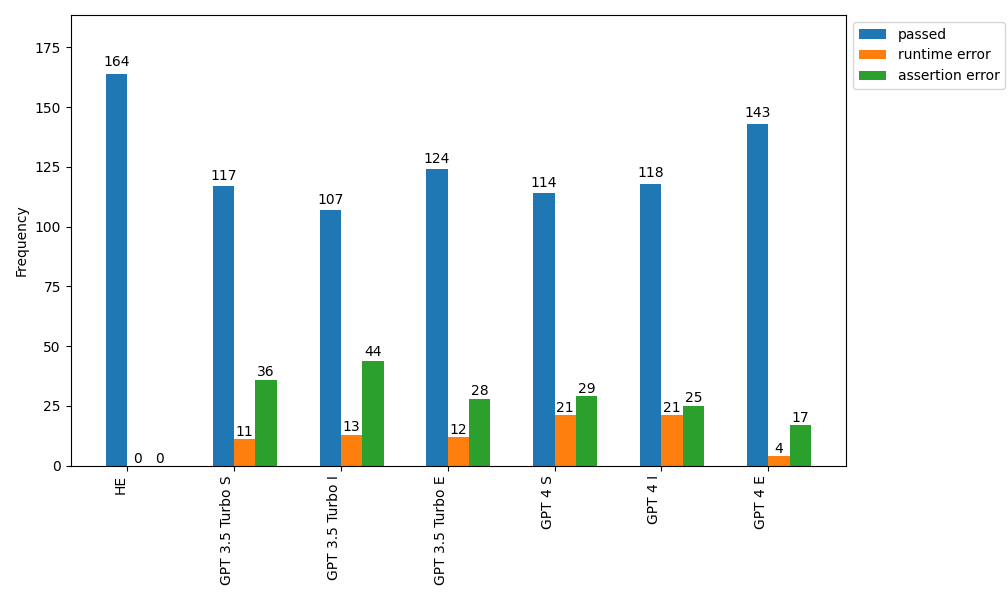 passed
runtime error
assertion error
Frequency
175
150
125
100
75
50
25
0
164
0
0
117
11
36
107
13
44
124
12
28
114
21
29
118
21
25
143
4
17
HE
GPT 3.5 Turbo S
GPT 3.5 Turbo I
GPT 3.5 Turbo E
GPT 4 S
GPT 4 I
GPT 4 E